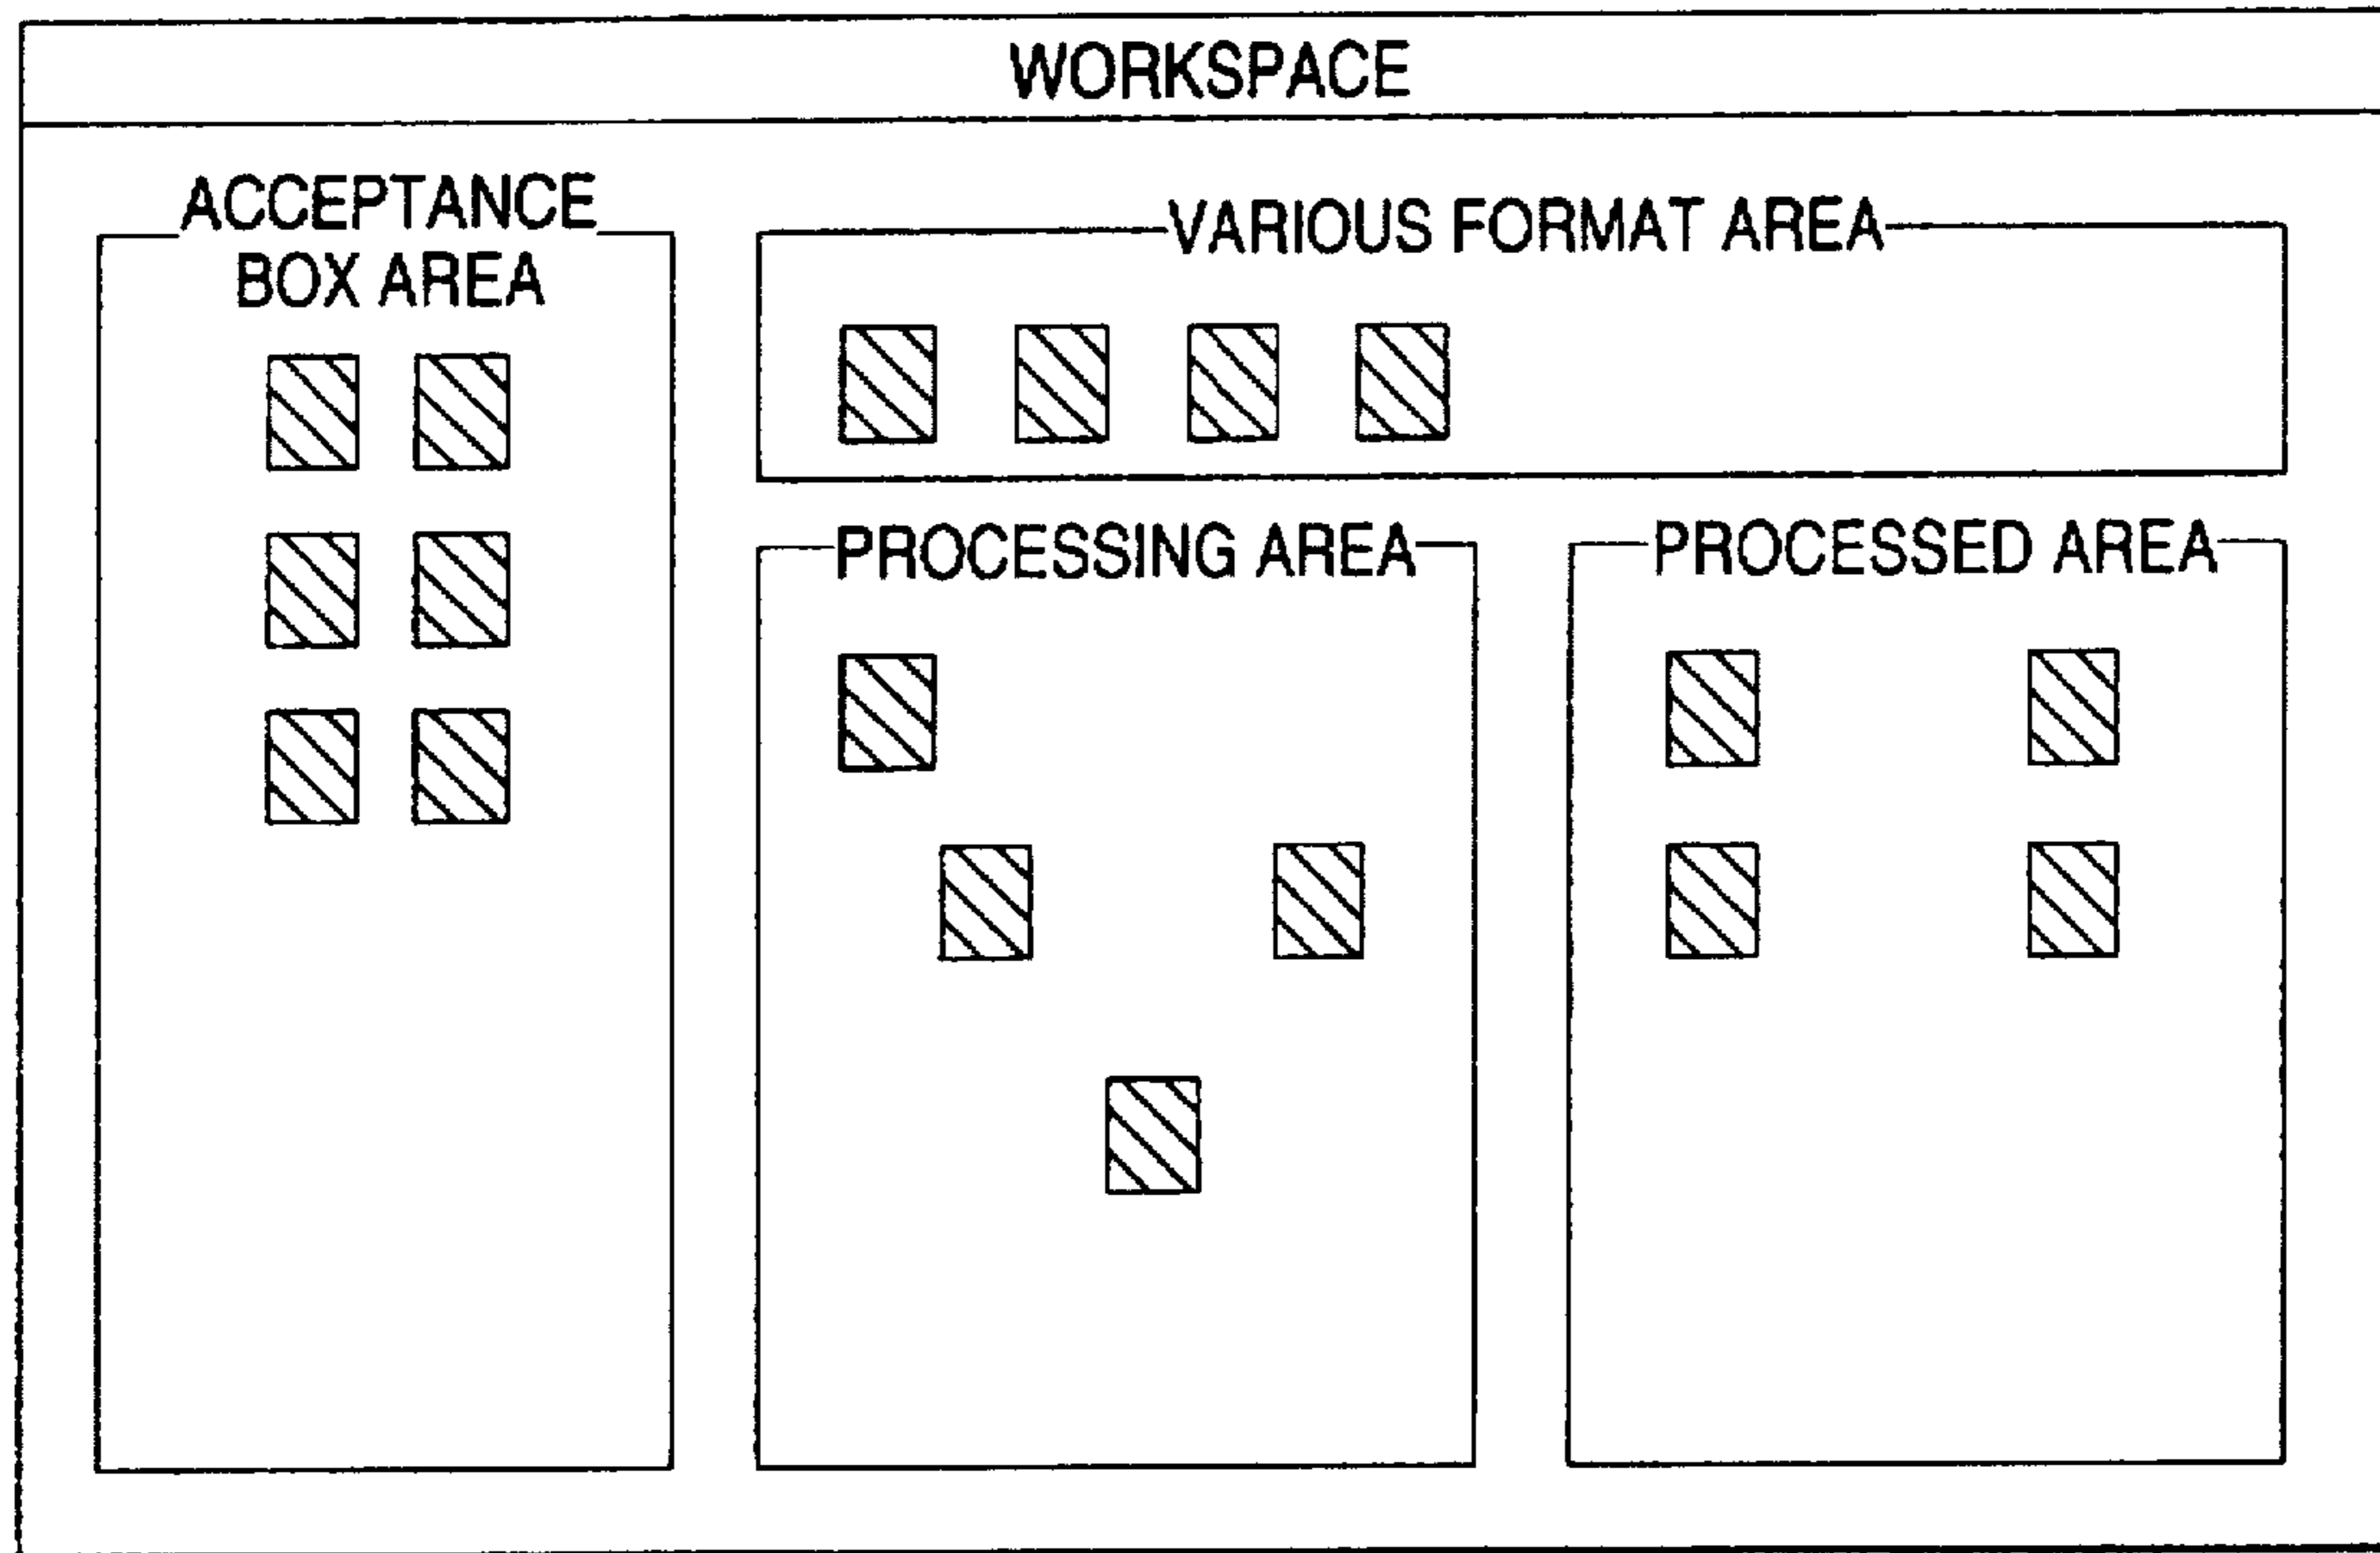 WORKSPACE
ACCEPTANCE
BOX AREA
VARIOUS FORMAT AREA
PROCESSING AREA
PROCESSED AREA